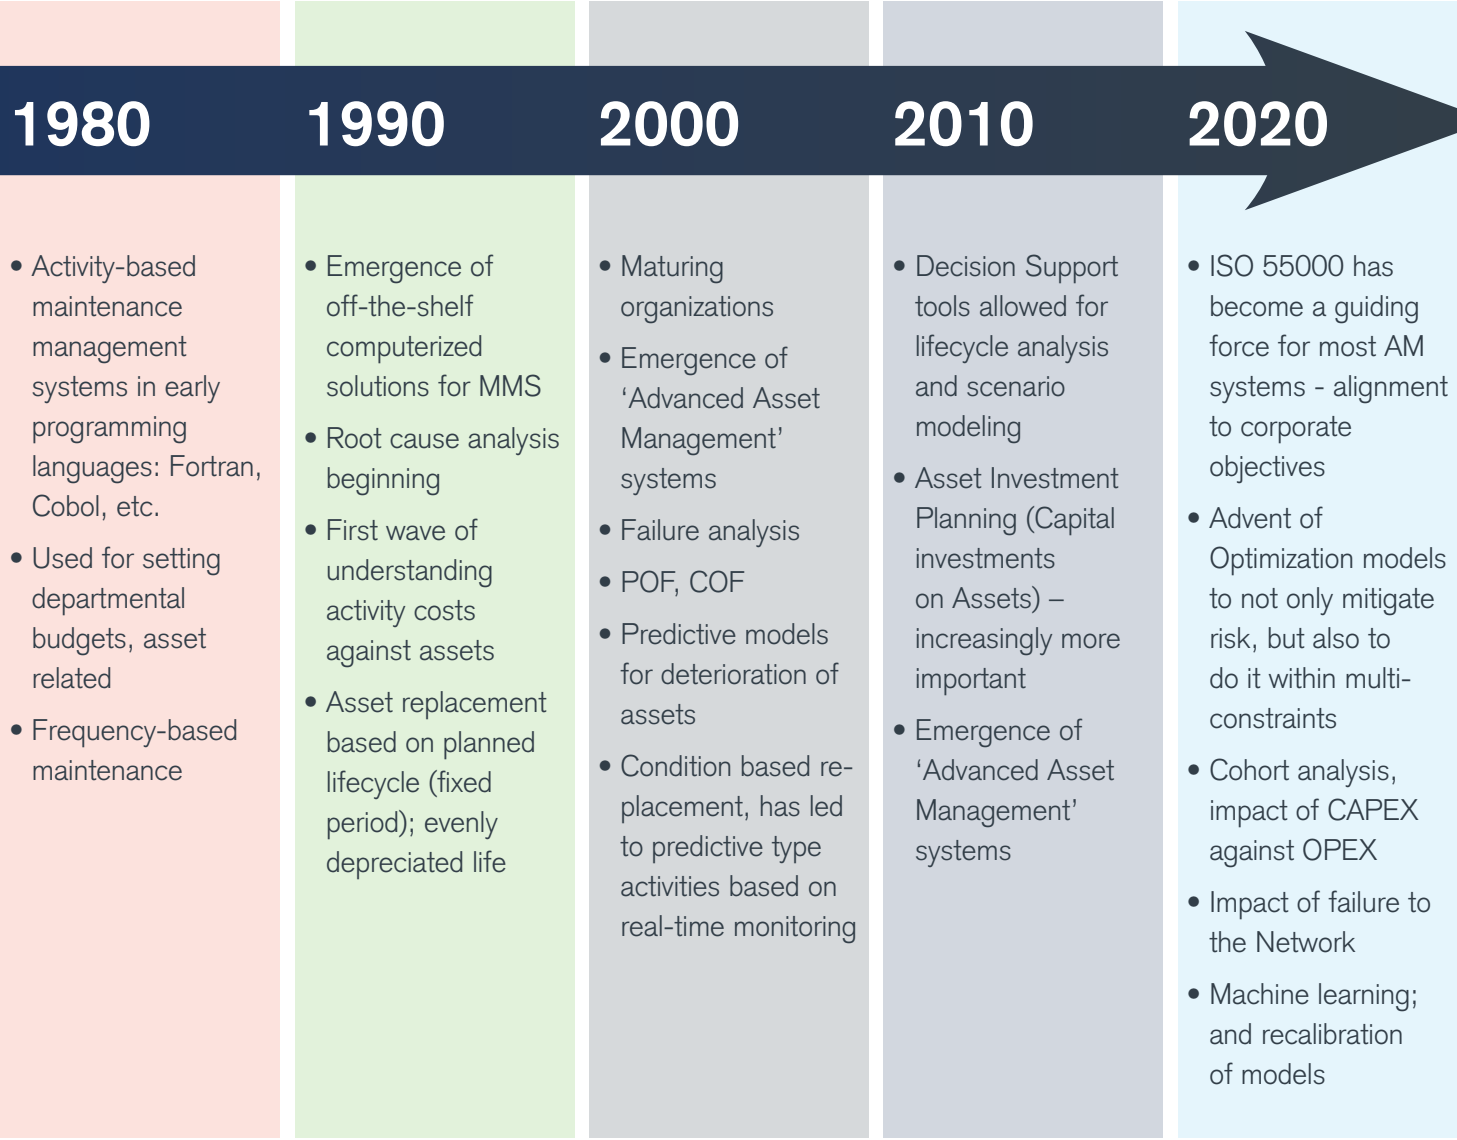 1980
1990
2000
2010
2020
• Activity-based
maintenance
management
systems in early
programming
languages: Fortran,
Cobol, etc.
• Used for setting
departmental
budgets, asset
related
• Frequency-based
maintenance
• Emergence of
off-the-shelf
computerized
solutions for MMS
• Root cause analysis
beginning
• First wave of
understanding
activity costs
against assets
• Asset replacement
based on planned
lifecycle (fixed
period); evenly
depreciated life
• Maturing
organizations
• Emergence of
‘Advanced Asset
Management’
systems
• Failure analysis
• POF, COF
• Predictive models
for deterioration of
assets
• Condition based re-
placement, has led
to predictive type
activities based on
real-time monitoring
• Decision Support
tools allowed for
lifecycle analysis
and scenario
modeling
• Asset Investment
Planning (Capital
investments
on Assets) –
increasingly more
important
• Emergence of
‘Advanced Asset
Management’
systems
• ISO 55000 has
become a guiding
force for most AM
systems - alignment
to corporate
objectives
• Advent of
Optimization models
to not only mitigate
risk, but also to
do it within multi-
constraints
• Cohort analysis,
impact of CAPEX
against OPEX
• Impact of failure to
the Network
• Machine learning;
and recalibration
of models